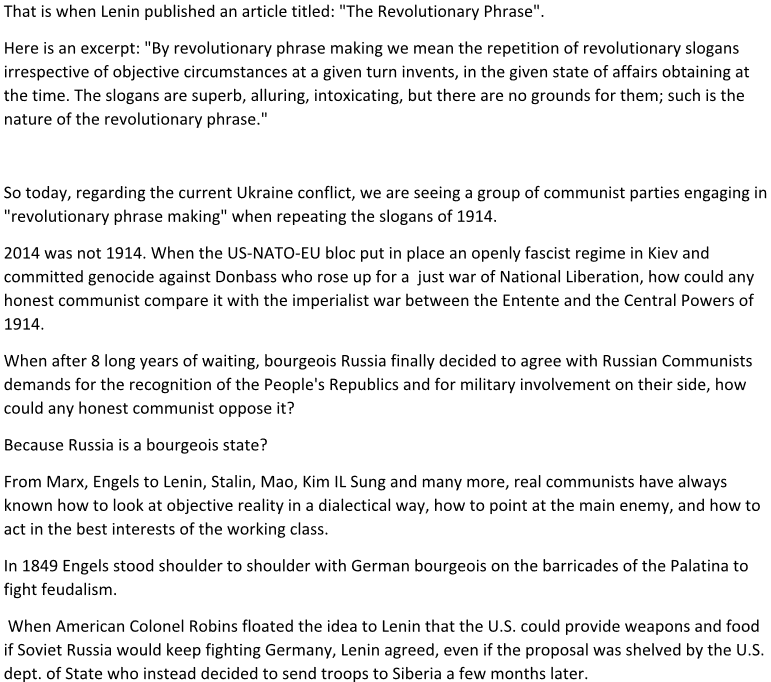 That is when Lenin published an article titled: "The Revolutionary Phrase".
Here is an excerpt: "By revolutionary phrase making we mean the repetition of revolutionary slogans
irrespective of objective circumstances at a given turn invents, in the given state of affairs obtaining at
the time. The slogans are superb, alluring, intoxicating, but there are no grounds for them; such is the
nature of the revolutionary phrase."
So today, regarding the current Ukraine conflict, we are seeing a group of communist parties engaging in
"revolutionary phrase making" when repeating the slogans of 1914.
2014 was not 1914. When the US-NATO-EU bloc put in place an openly fascist regime in Kiev and
committed genocide against Donbass who rose up for a  just war of National Liberation, how could any
honest communist compare it with the imperialist war between the Entente and the Central Powers of
1914.
When after 8 long years of waiting, bourgeois Russia finally decided to agree with Russian Communists
demands for the recognition of the People's Republics and for military involvement on their side, how
could any honest communist oppose it?
Because Russia is a bourgeois state?
From Marx, Engels to Lenin, Stalin, Mao, Kim IL Sung and many more, real communists have always
known how to look at objective reality in a dialectical way, how to point at the main enemy, and how to
act in the best interests of the working class.
In 1849 Engels stood shoulder to shoulder with German bourgeois on the barricades of the Palatina to
fight feudalism.
When American Colonel Robins floated the idea to Lenin that the U.S. could provide weapons and food
if Soviet Russia would keep fighting Germany, Lenin agreed, even if the proposal was shelved by the U.S.
dept. of State who instead decided to send troops to Siberia a few months later.